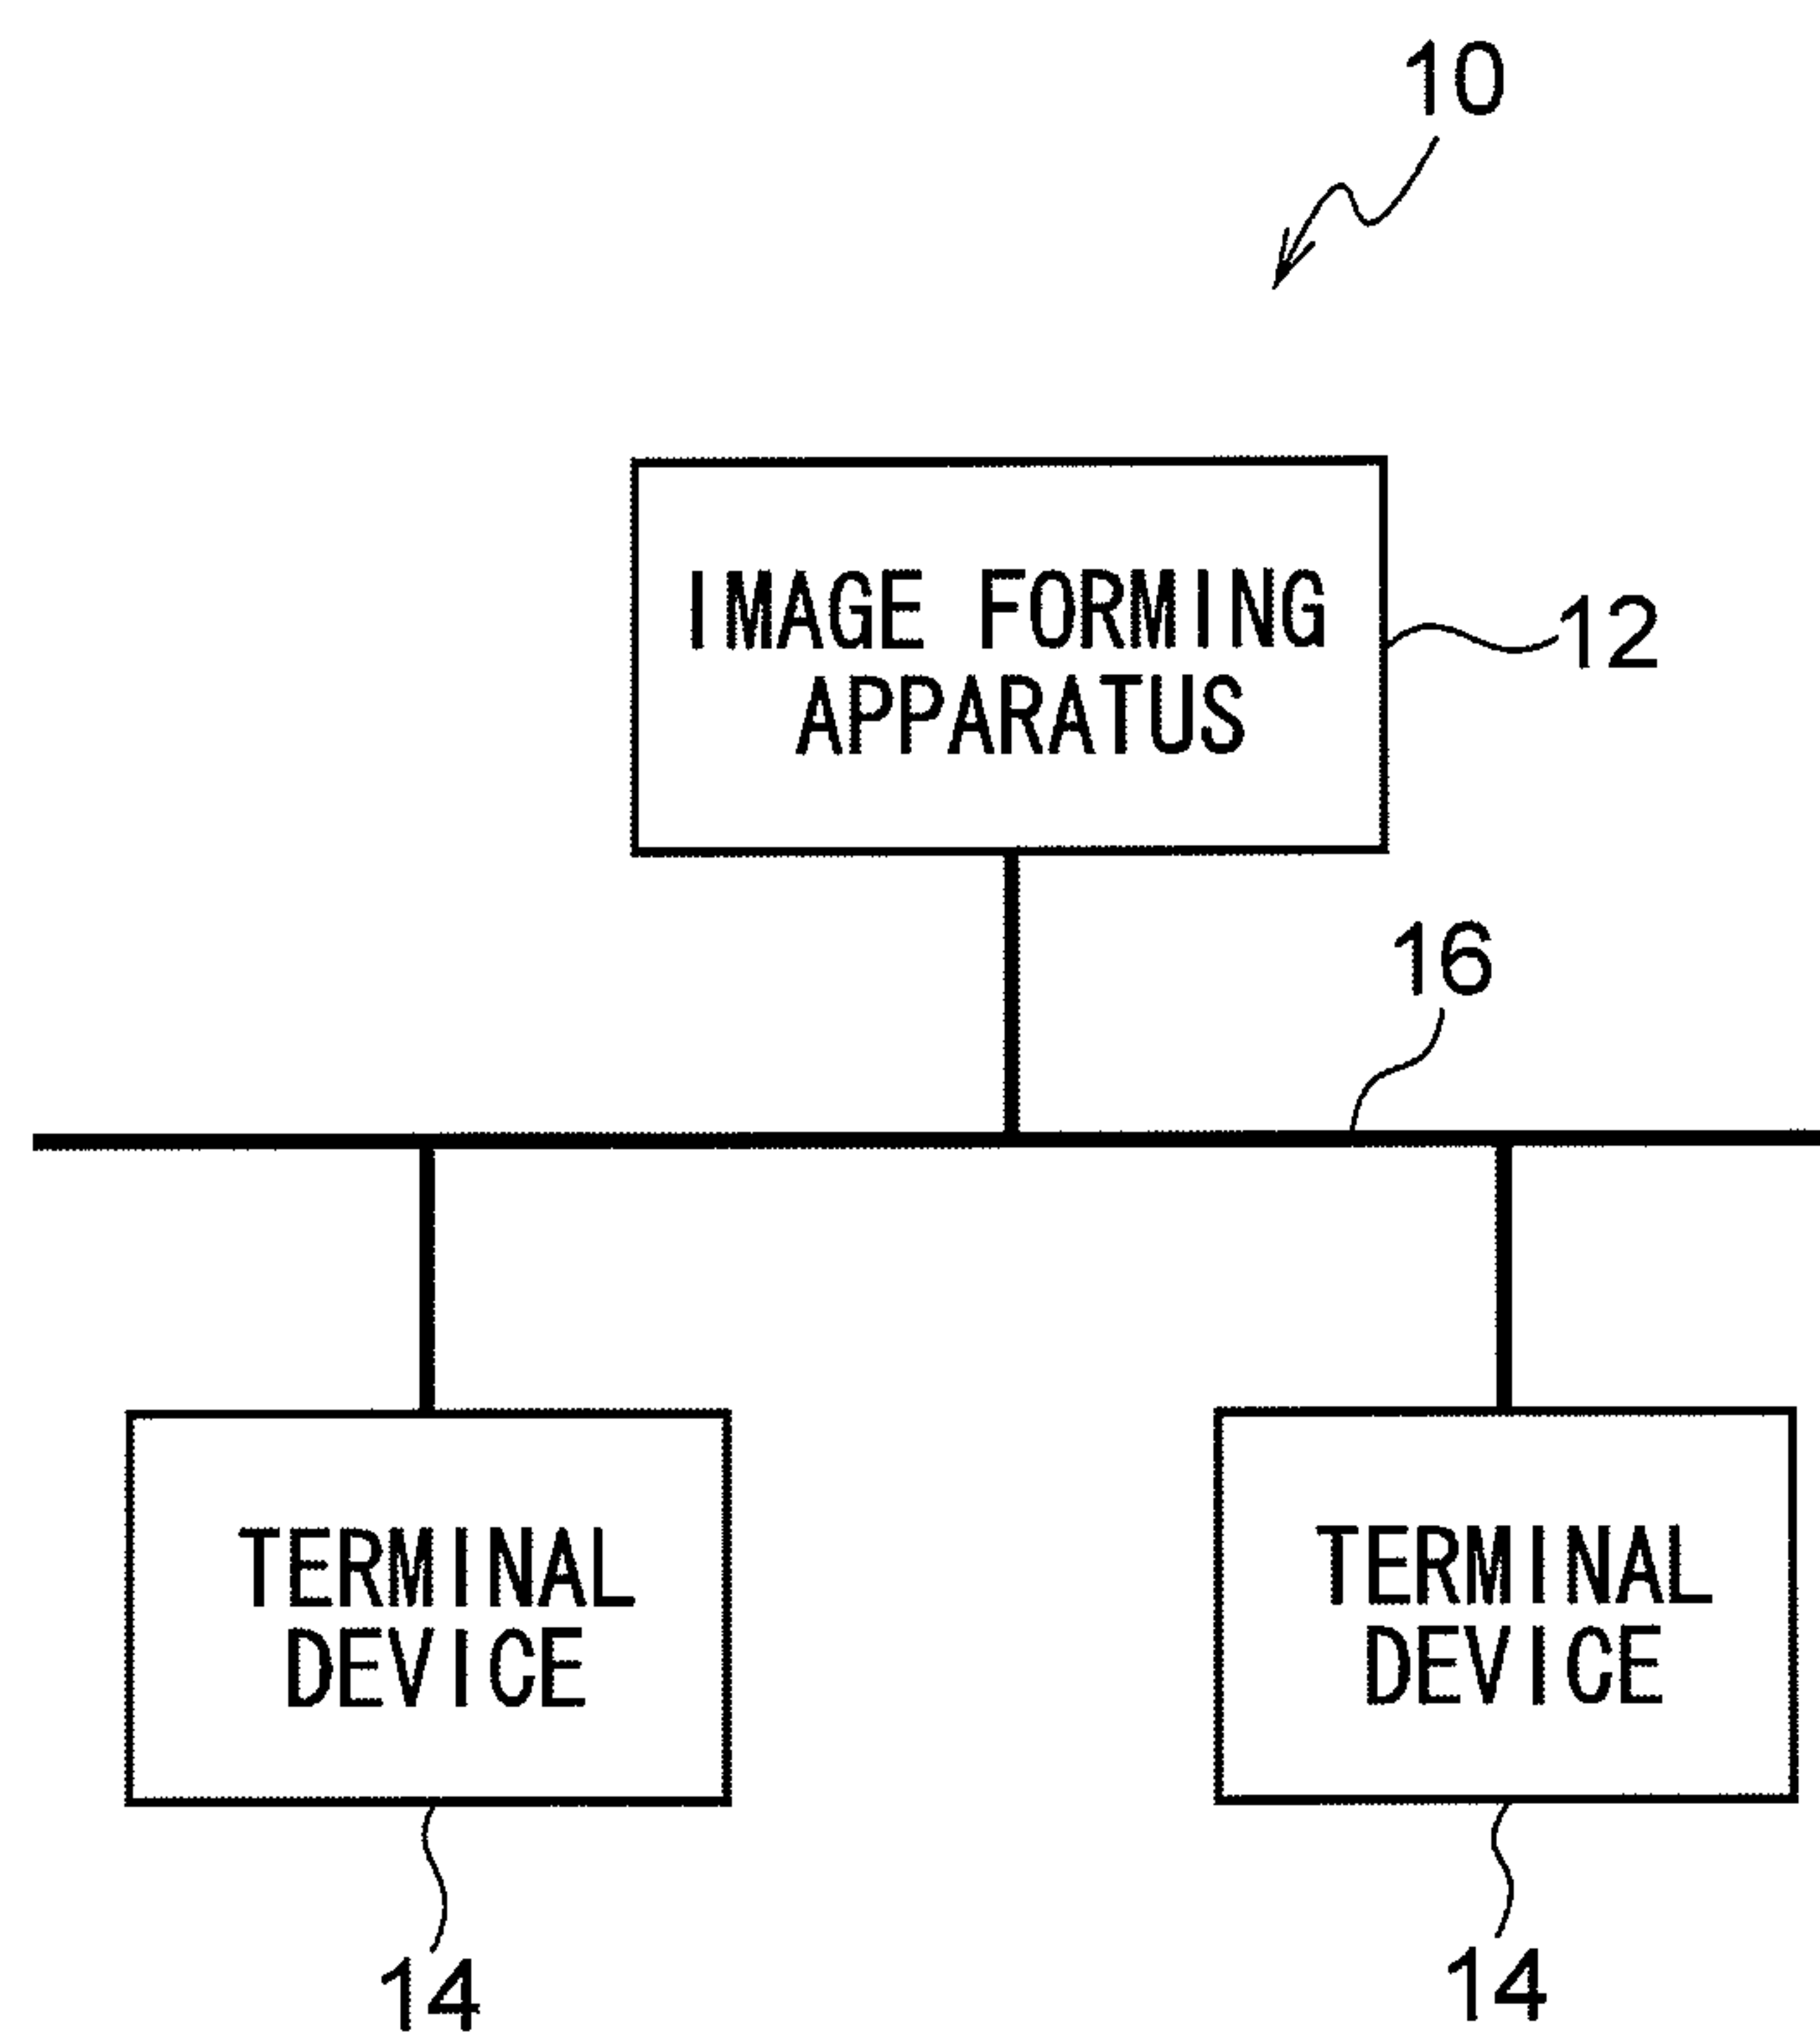 10
IMAGE FORMING
APPARATUS
12
16
TERMINAL
DEVICE
TERMINAL
DEVICE
14
14